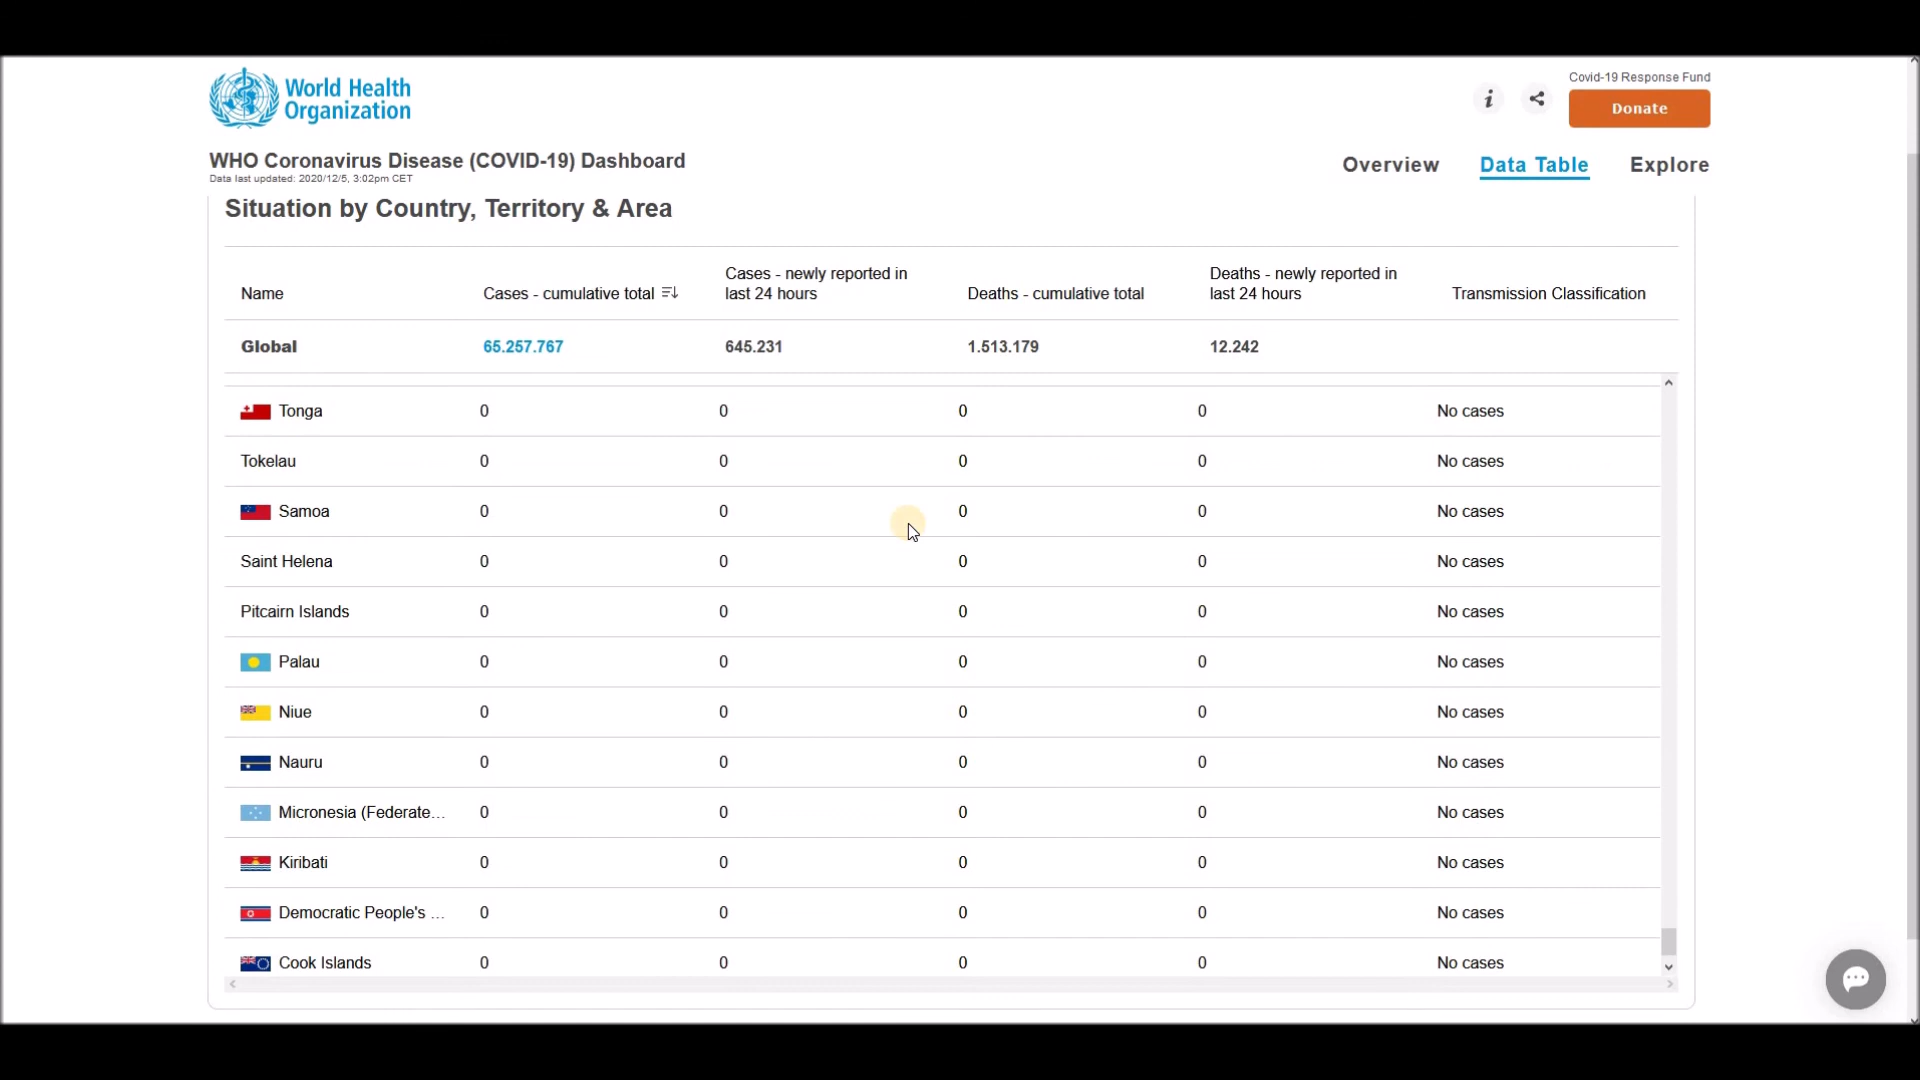 World Health
Organization
Covid-19 Response Fund
Donate
WHO Coronavirus Disease (COVID-19) Dashboard
Data last updated: 2020/12/5, 3:02pm CET
Overview
Data Table
Explore
Situation by Country, Territory & Area
Name Cases - cumulative total Cases - newly reported in last 24 hours Deaths - cumulative total Deaths - newly reported in last 24 hours Transmission Classification
Global 65.257.767 645.231 1.513.179 12.242
Tonga 0 0 0 0 No cases
Tokelau 0 0 0 0 No cases
Samoa 0 0 0 0 No cases
Saint Helena 0 0 0 0 No cases
Pitcairn Islands 0 0 0 0 No cases
Palau 0 0 0 0 No cases
Niue 0 0 0 0 No cases
Nauru 0 0 0 0 No cases
Micronesia (Federate... 0 0 0 0 No cases
Kiribati 0 0 0 0 No cases
Democratic People's ... 0 0 0 0 No cases
Cook Islands 0 0 0 0 No cases